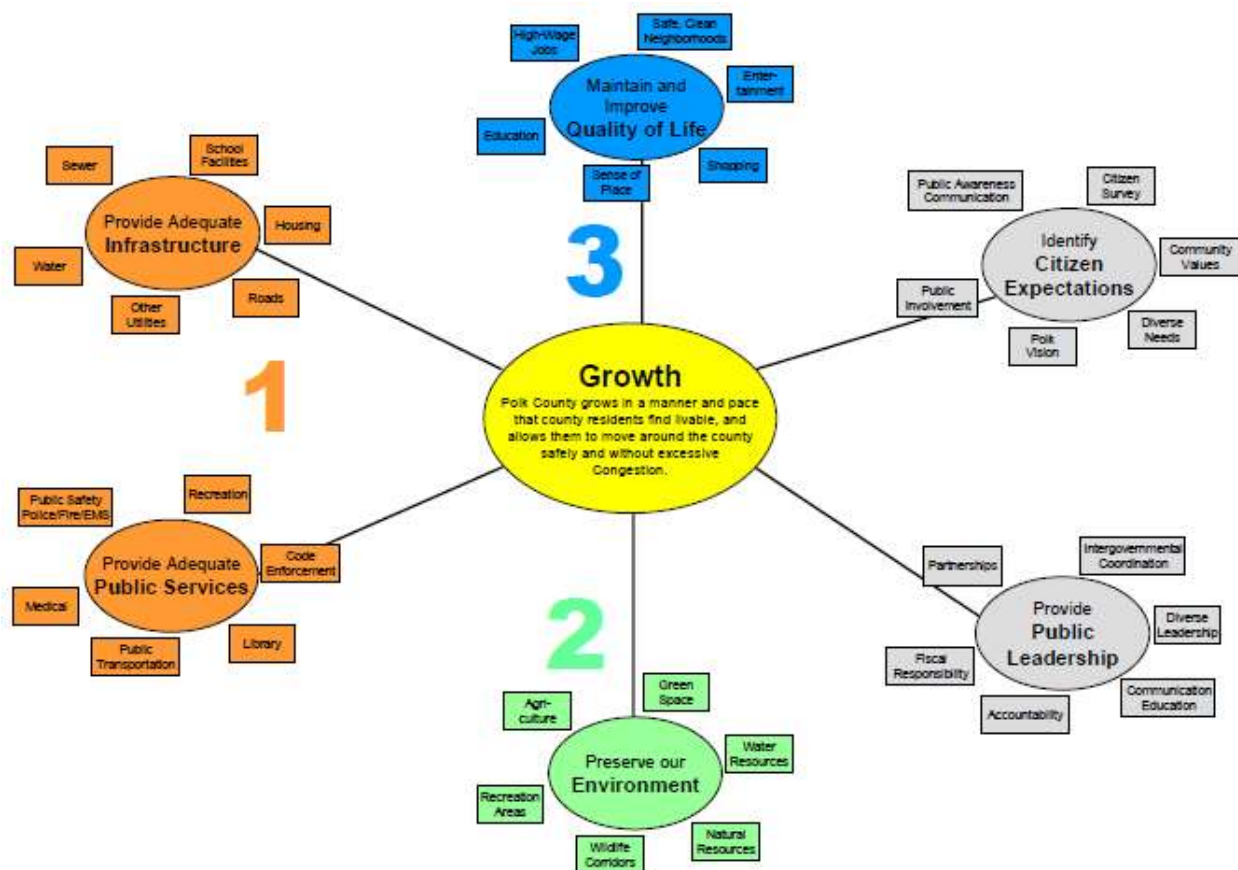 High-Wage
Jobs
Safe, Clean
Neighborhoods
Maintain and
Improve
Quality of Life
Enter-
tainment
Education
Sense of
Place
Shopping
3
Sewer
School
Facilities
Provide Adequate
Infrastructure
Housing
Water
Other
Utilities
Roads
1
Public Awareness
Communication
Citizen
Survey
Identify
Citizen
Expectations
Community
Values
Public
Involvement
Polk
Vision
Diverse
Needs
Growth
Polk County grows in a manner and pace
that county residents find livable, and
allows them to move around the county
safely and without excessive
Congestion.
Public Safety
Police/Fire/EMS
Recreation
Provide Adequate
Public Services
Code
Enforcement
Medical
Public
Transportation
Library
2
Agri-
culture
Green
Space
Preserve our
Environment
Water
Resources
Recreation
Areas
Wildlife
Corridors
Natural
Resources
Partnerships
Intergovernmental
Coordination
Provide
Public
Leadership
Diverse
Leadership
Fiscal
Responsibility
Accountability
Communication
Education